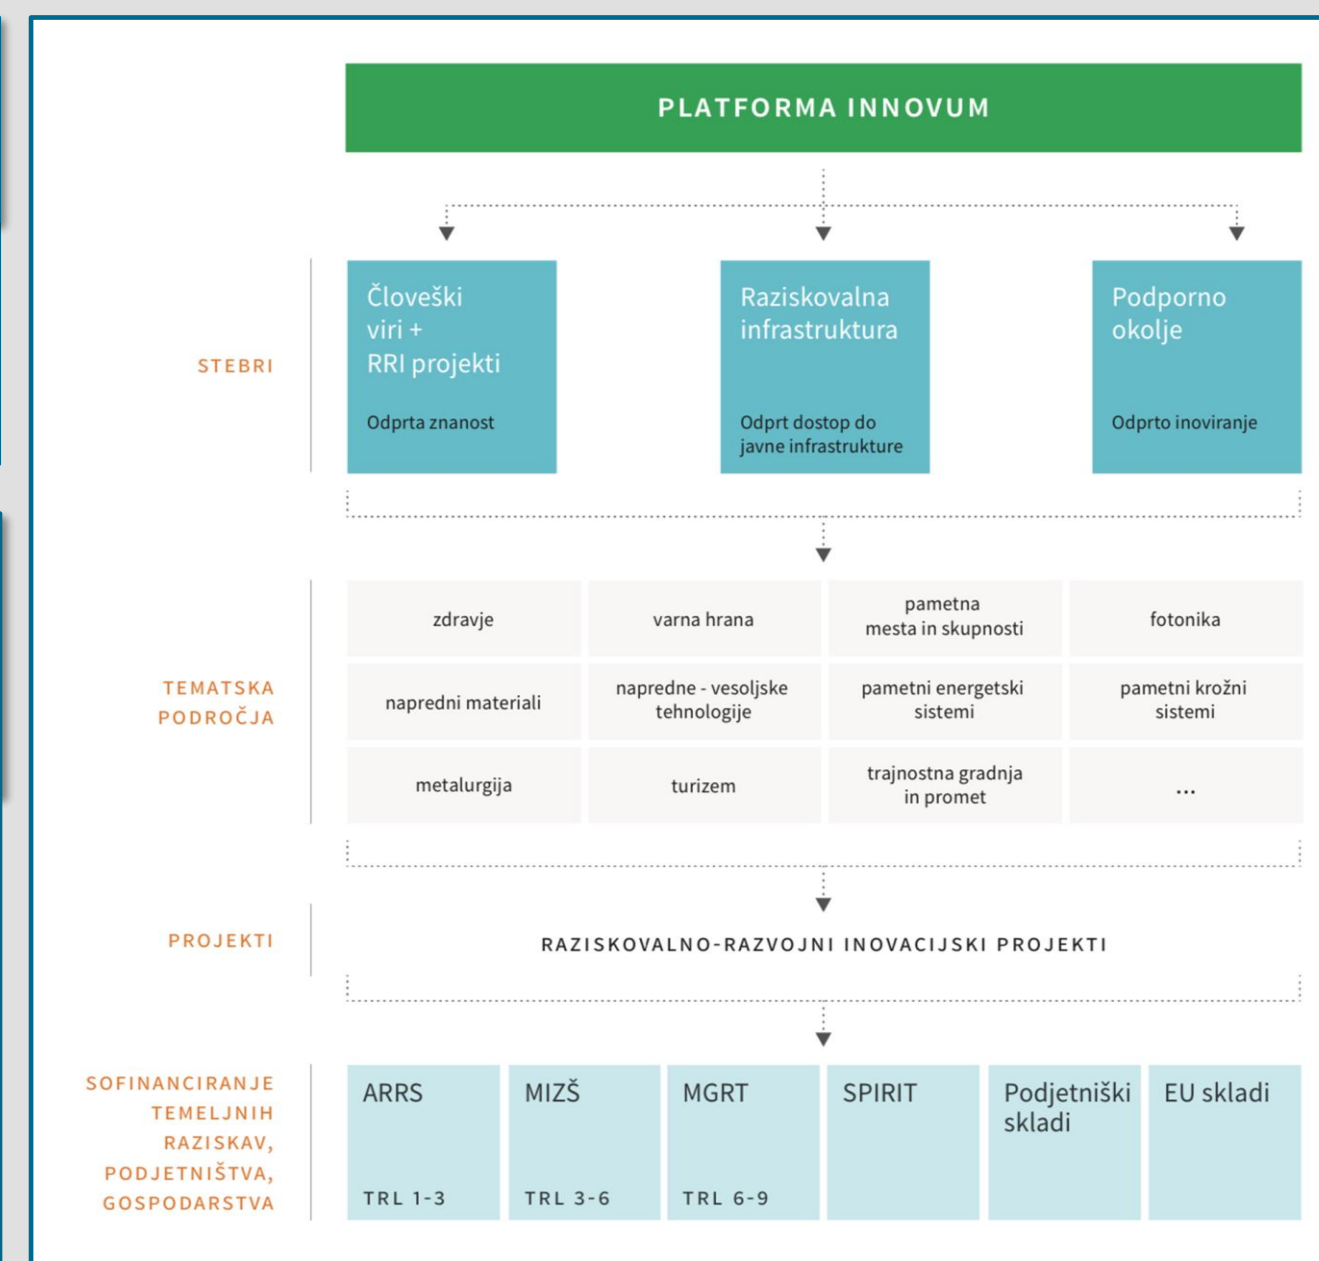 PLATFORMA INNOVUM
STEBRI
Človeški
viri +
RRI projekti
Odprta znanost
Raziskovalna
infrastruktura
Odprt dostop do
javne infrastrukture
Podporno
okolje
Odprto inoviranje
TEMATSKA
PODROČJA
zdravje
varna hrana
pametna
mesta in skupnosti
fotonika
napredni materiali
napredne - vesoljske
tehnologije
pametni energetski
sistemi
pametni krožni
sistemi
metalurgija
turizem
trajnostna gradnja
in promet
...
PROJEKTI
RAZISKOVALNO-RAZVOJNI INOVACIJSKI PROJEKTI
SOFINANCIRANJE
TEMELJNIH
RAZISKAV,
PODJETNIŠTVA,
GOSPODARSTVA
ARRS
TRL 1-3
MIZŠ
TRL 3-6
MGRT
TRL 6-9
SPIRIT
Podjetniški
skladi
EU skladi